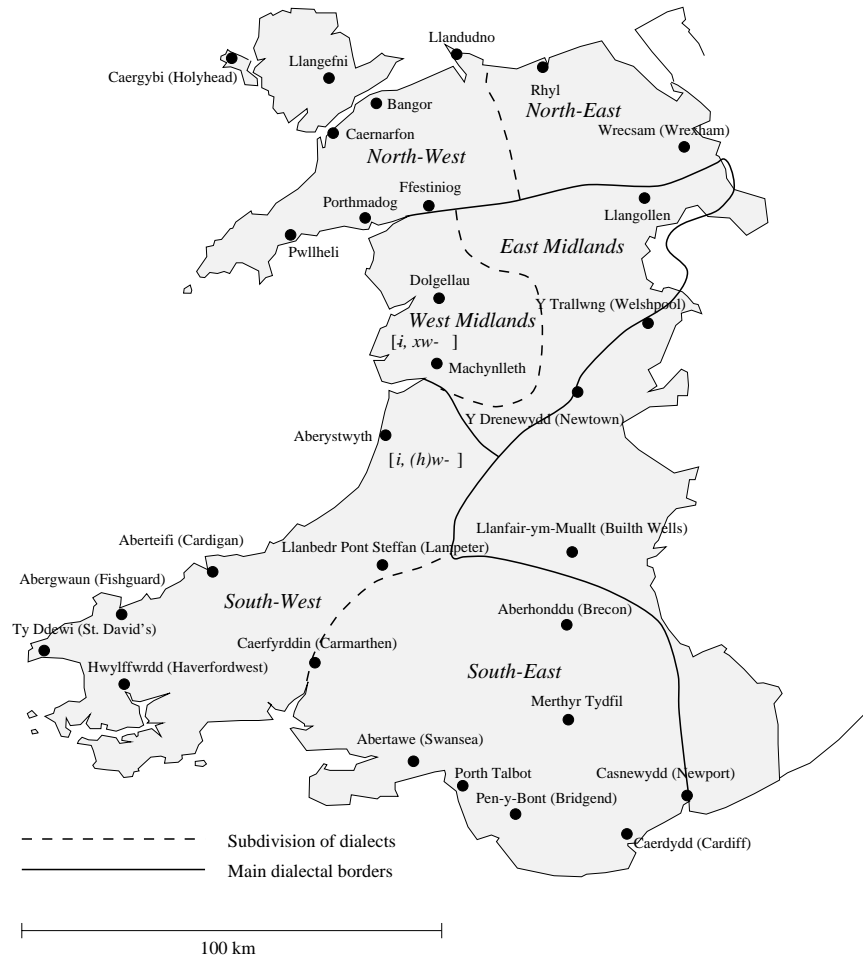 Llandudno
Caergybi (Holyhead)
Llangefni
Rhyl
Bangor
North-East
Wrecsam (Wrexham)
Caernarfon
North-West
Ffestiniog
Porthmadog
Llangollen
Pwllheli
East Midlands
Dolgellau
Y Trallwng (Welshpool)
West Midlands
[ɨ, xw- ]
Machynlleth
Y Drenewydd (Newtown)
Aberystwyth
[i, (h)w- ]
Llanfair-ym-Muallt (Builth Wells)
Aberteifi (Cardigan)
Llanbedr Pont Steffan (Lampeter)
Abergwaun (Fishguard)
South-West
Aberhonddu (Brecon)
Ty Ddewi (St. David's)
Caerfyrddin (Carmarthen)
Hwylffwrdd (Haverfordwest)
South-East
Merthyr Tydfil
Abertawe (Swansea)
Porth Talbot
Casnewydd (Newport)
Pen-y-Bont (Bridgend)
Subdivision of dialects
Caerdydd (Cardiff)
Main dialectal borders
100 km